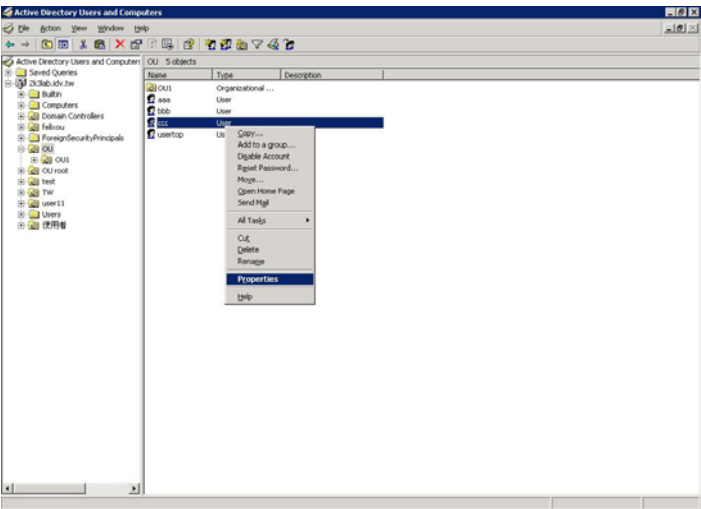 Active Directory Users and Computers
File Action View Window Help
Active Directory Users and Computers
Saved Queries
2k3lab.idv.tw
Builtin
Computers
Domain Controllers
felixou
ForeignSecurityPrincipals
OU
OU1
OU root
test
TW
user11
Users
使用者
OU 5 objects
Name Type Description
OU1 Organizational ...
aaa User
bbb User
ccc User
usertop Us
Copy...
Add to a group...
Disable Account
Reset Password...
Move...
Open Home Page
Send Mail
All Tasks
Cut
Delete
Rename
Properties
Help